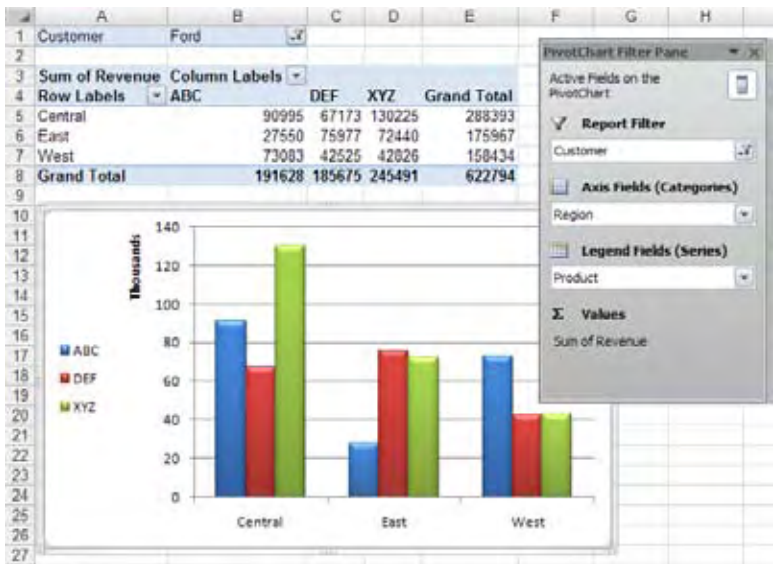 A B C D E F G H
1 Customer Ford
2
3 Sum of Revenue Column Labels
4 Row Labels ABC DEF XYZ Grand Total
5 Central 90995 67173 130225 288393
6 East 27550 75977 72440 175967
7 West 73083 42525 42826 158434
8 Grand Total 191628 185675 245491 622794
9
10
11
12
13
14
15
16
17
18
19
20
21
22
23
24
25
26
27
Thousands
140
120
100
80
60
40
20
0
ABC
DEF
XYZ
Central East West
PivotChart Filter Pane
Active Fields on the
PivotChart
Report Filter
Customer
Axis Fields (Categories)
Region
Legend Fields (Series)
Product
Σ Values
Sum of Revenue